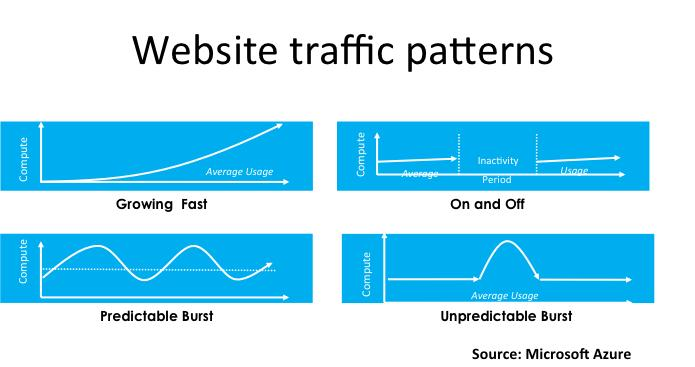 Website traffic patterns
Compute
Average Usage
Growing Fast
Compute
Average
Inactivity
Period
Usage
On and Off
Compute
Predictable Burst
Compute
Average Usage
Unpredictable Burst
Source: Microsoft Azure